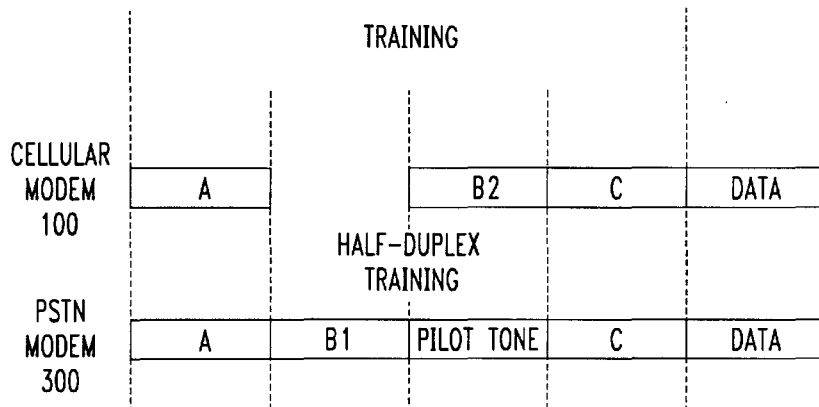 TRAINING
CELLULAR
MODEM
100
A
B2
C
DATA
HALF-DUPLEX
TRAINING
PSTN
MODEM
300
A
B1
PILOT TONE
C
DATA